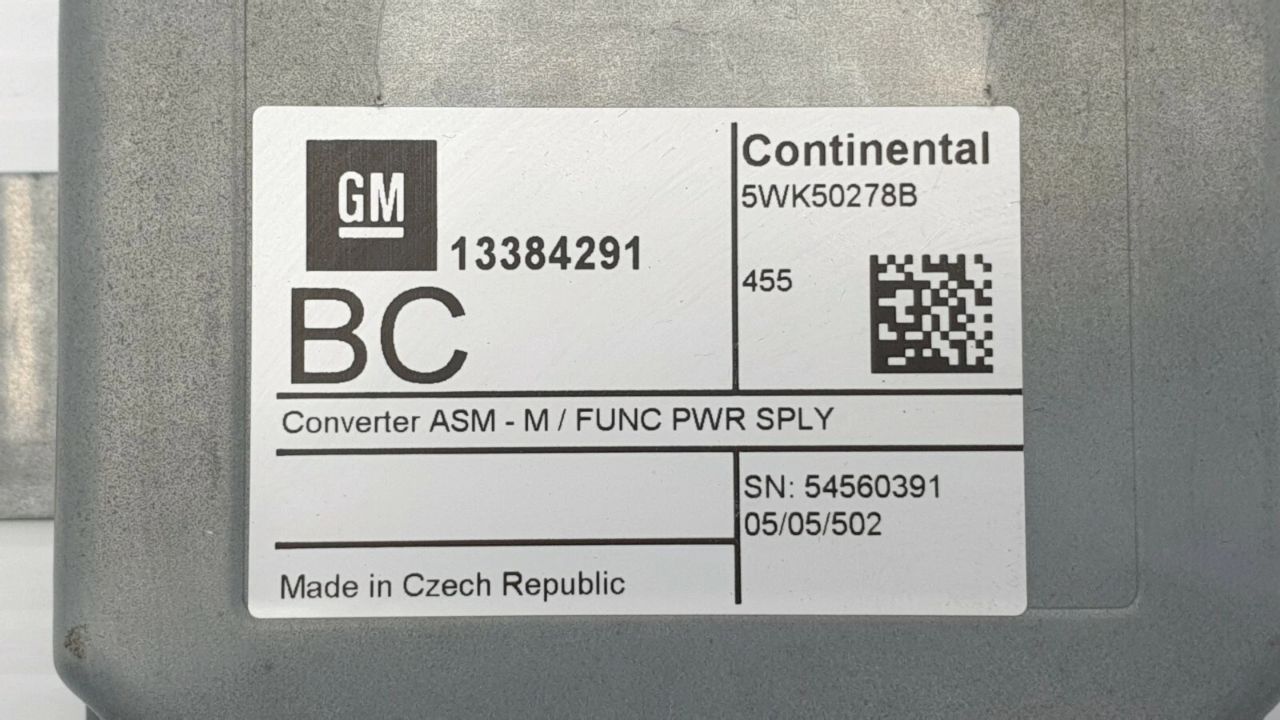 GM
13384291
BC
Continental
5WK50278B
455
Converter ASM - M / FUNC PWR SPLY
SN: 54560391
05/05/502
Made in Czech Republic